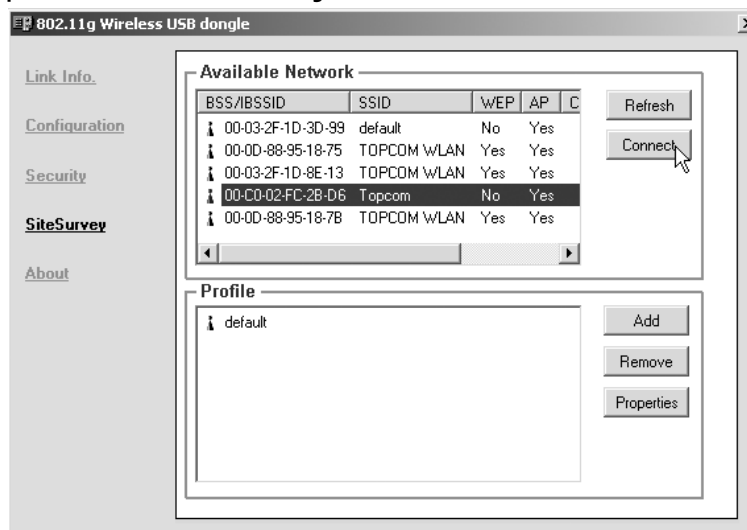 802.11g Wireless USB dongle
Link Info.
Configuration
Security
SiteSurvey
About
Available Network
BSS/IBSSID SSID WEP AP C
00-03-2F-1D-3D-99 default No Yes
00-0D-88-95-18-75 TOPCOM WLAN Yes Yes
00-03-2F-1D-8E-13 TOPCOM WLAN Yes Yes
00-C0-02-FC-2B-D6 Topcom No Yes
00-0D-88-95-18-7B TOPCOM WLAN Yes Yes
Refresh
Connect
Profile
default
Add
Remove
Properties